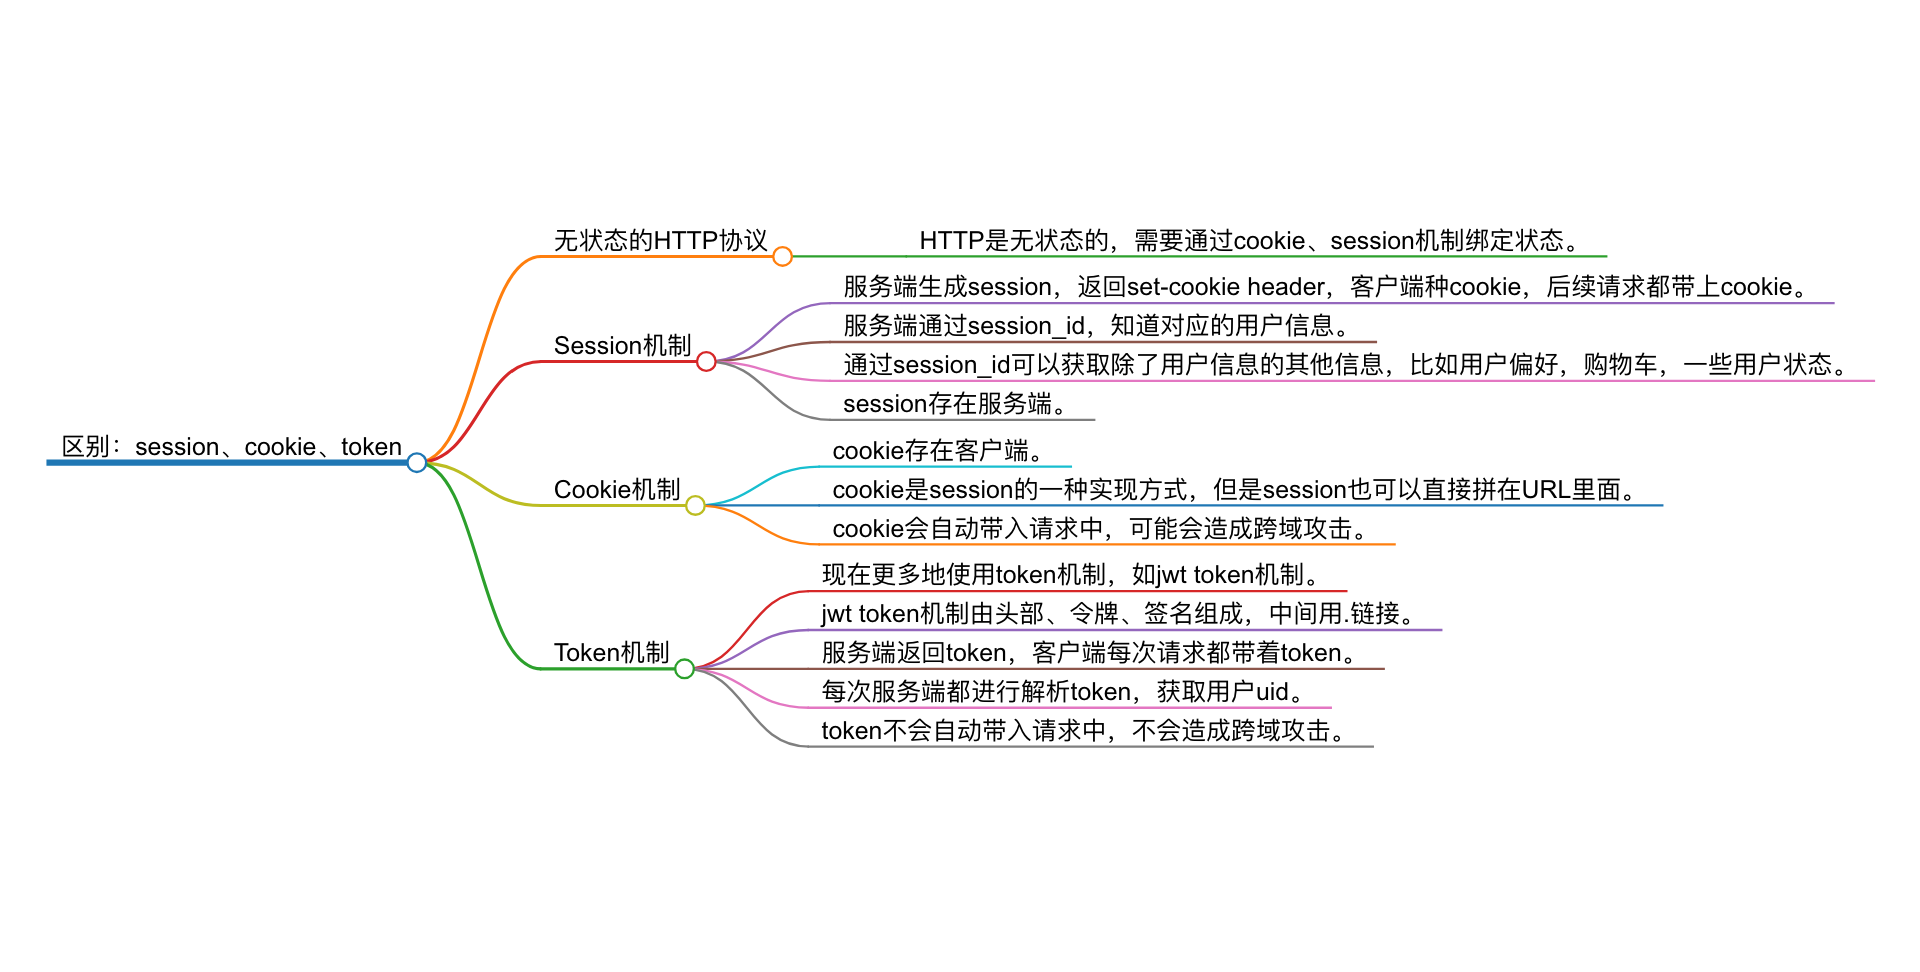 区别：session、cookie、token
无状态的HTTP协议
HTTP是无状态的，需要通过cookie、session机制绑定状态。
Session机制
服务端生成session，返回set-cookie header，客户端种cookie，后续请求都带上cookie。
服务端通过session_id，知道对应的用户信息。
通过session_id可以获取除了用户信息的其他信息，比如用户偏好，购物车，一些用户状态。
session存在服务端。
Cookie机制
cookie存在客户端。
cookie是session的一种实现方式，但是session也可以直接拼在URL里面。
cookie会自动带入请求中，可能会造成跨域攻击。
Token机制
现在更多地使用token机制，如jwt token机制。
jwt token机制由头部、令牌、签名组成，中间用.链接。
服务端返回token，客户端每次请求都带着token。
每次服务端都进行解析token，获取用户uid。
token不会自动带入请求中，不会造成跨域攻击。